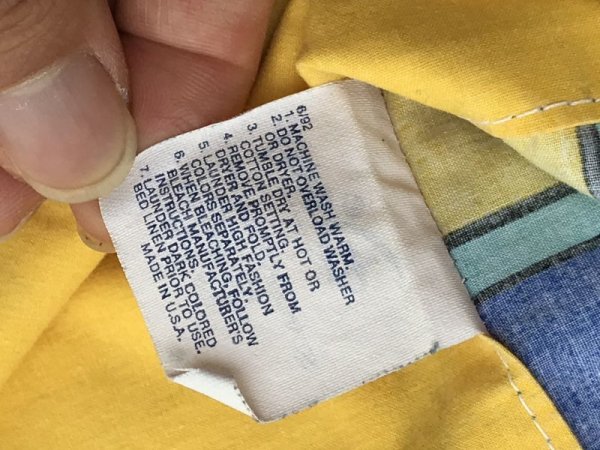 6/92
1. MACHINE WASH WARM.
2. DO NOT OVERLOAD WASHER
OR DRYER.
3. TUMBLE DRY AT HOT OR
COTTON SETTING.
4. REMOVE PROMPTLY FROM
DRYER AND FOLD.
5. LAUNDER HIGH FASHION
COLORS SEPARATELY.
6. WHEN BLEACHING, FOLLOW
BLEACH MANUFACTURER'S
INSTRUCTIONS.
7. LAUNDER DARK COLORED
BED LINEN PRIOR TO USE.
MADE IN U.S.A.